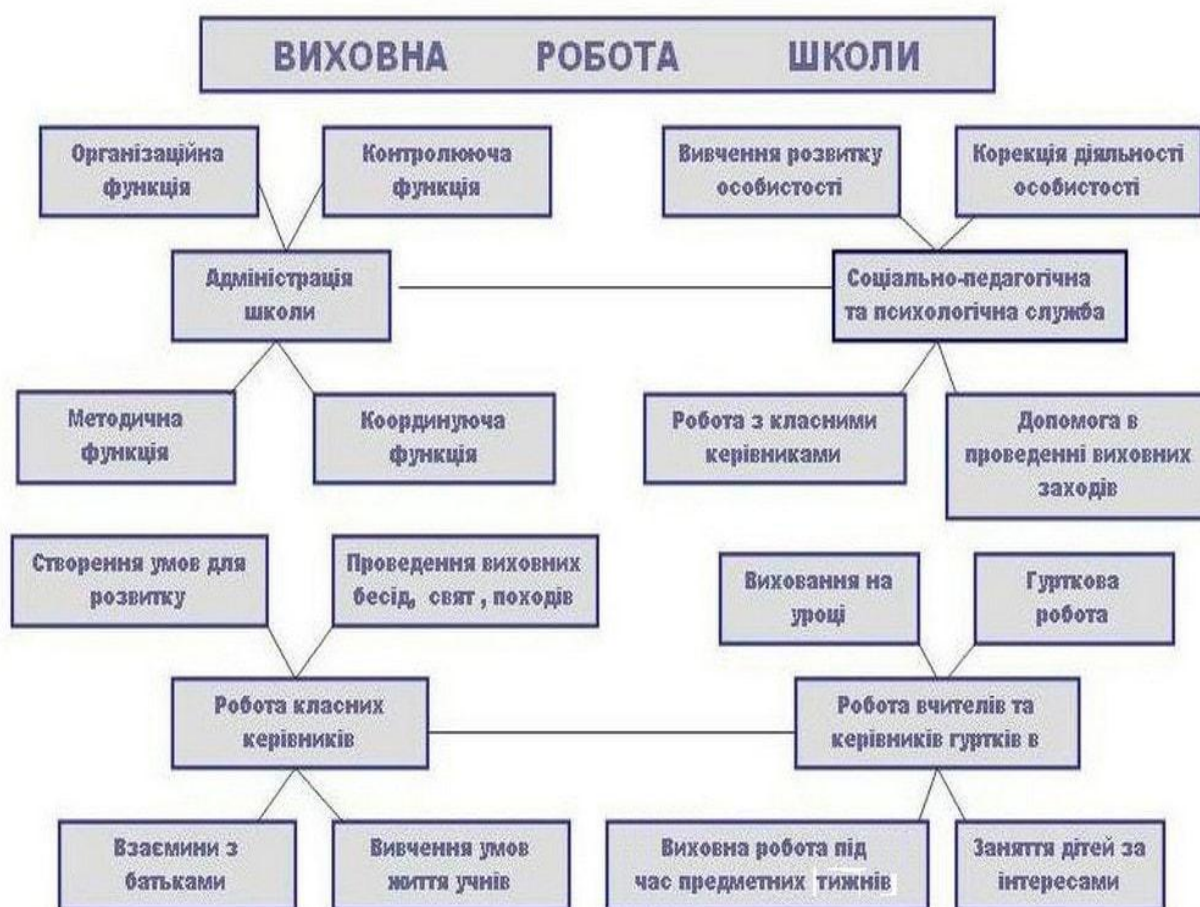 ВИХОВНА РОБОТА ШКОЛИ
Організаційна
функція
Контролююча
функція
Вивчення розвитку
особистості
Корекція діяльності
особистості
Адміністрація
школи
Соціально-педагогічна
та психологічна служба
Методична
функція
Координуюча
функція
Робота з класними
керівниками
Допомога в
проведенні виховних
заходів
Створення умов для
розвитку
Проведення виховних
бесід, свят , походів
Виховання на
уроці
Гурткова
робота
Робота класних
керівників
Робота вчителів та
керівників гуртків в
Взаємини з
батьками
Вивчення умов
життя учнів
Виховна робота під
час предметних тижнів
Заняття дітей за
інтересами